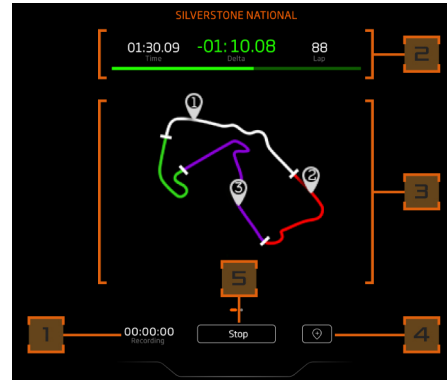 SILVERSTONE NATIONAL
01:30.09 -01:10.08 88
Time Delta Lap
2
1
3
2
3
5
1 00:00:00 Stop 4
Recording